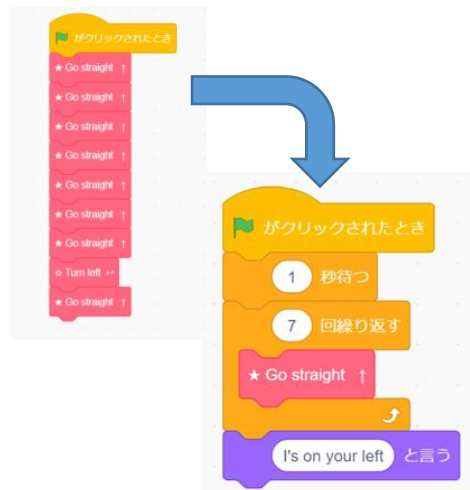 がクリックされたとき
★ Go straight ↑
★ Go straight ↑
★ Go straight ↑
★ Go straight ↑
★ Go straight ↑
★ Go straight ↑
★ Go straight ↑
☆ Turn left ↩
★ Go straight ↑
がクリックされたとき
1 秒待つ
7 回繰り返す
★ Go straight ↑
I's on your left と言う